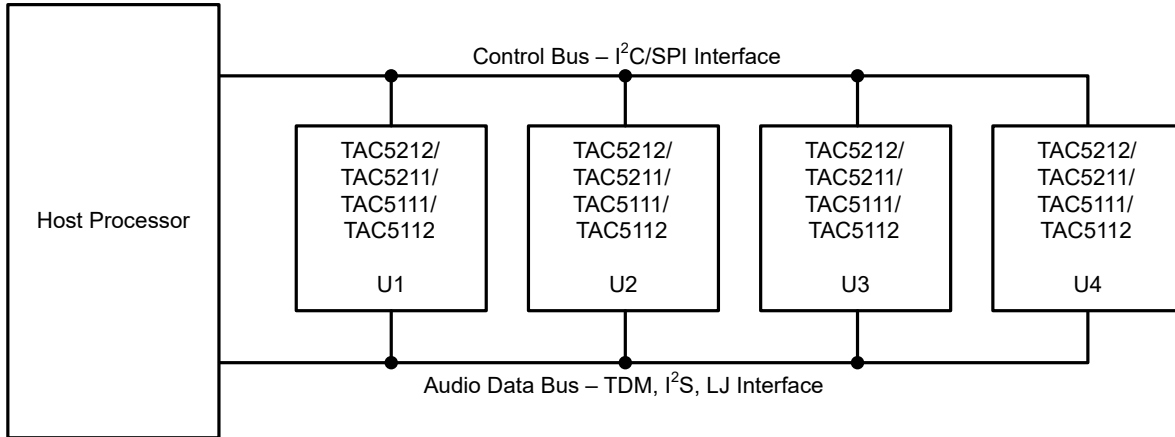 Control Bus – I²C/SPI Interface
Host Processor
TAC5212/
TAC5211/
TAC5111/
TAC5112
U1
TAC5212/
TAC5211/
TAC5111/
TAC5112
U2
TAC5212/
TAC5211/
TAC5111/
TAC5112
U3
TAC5212/
TAC5211/
TAC5111/
TAC5112
U4
Audio Data Bus – TDM, I²S, LJ Interface